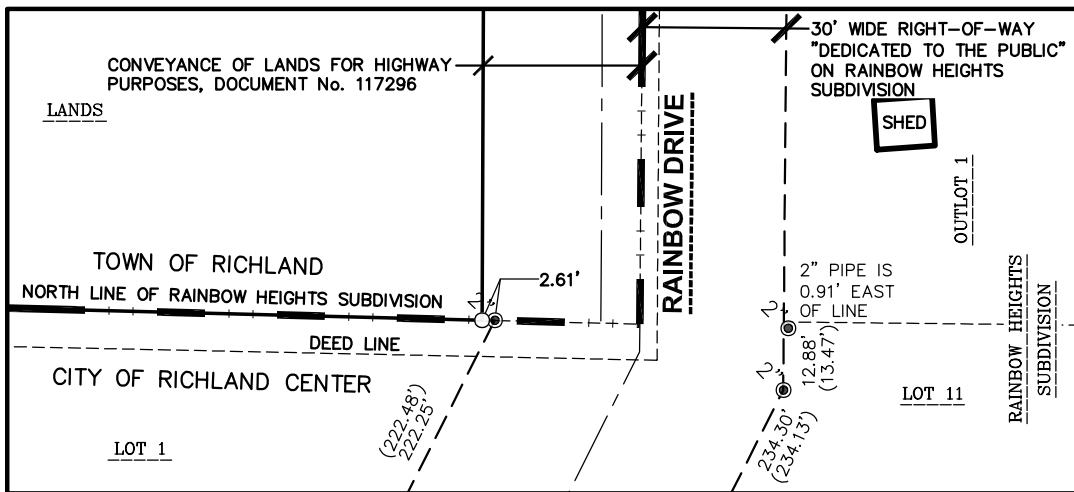 30' WIDE RIGHT-OF-WAY
"DEDICATED TO THE PUBLIC"
ON RAINBOW HEIGHTS
SUBDIVISION
CONVEYANCE OF LANDS FOR HIGHWAY
PURPOSES, DOCUMENT No. 117296
LANDS
SHED
RAINBOW DRIVE
OUTLOT 1
TOWN OF RICHLAND
NORTH LINE OF RAINBOW HEIGHTS SUBDIVISION
2"
2.61'
2" PIPE IS
0.91' EAST
OF LINE
2"
RAINBOW HEIGHTS
SUBDIVISION
DEED LINE
12.88'
(13.47')
2"
CITY OF RICHLAND CENTER
LOT 11
LOT 1
(222.48')
222.25'
234.30'
(234.13')